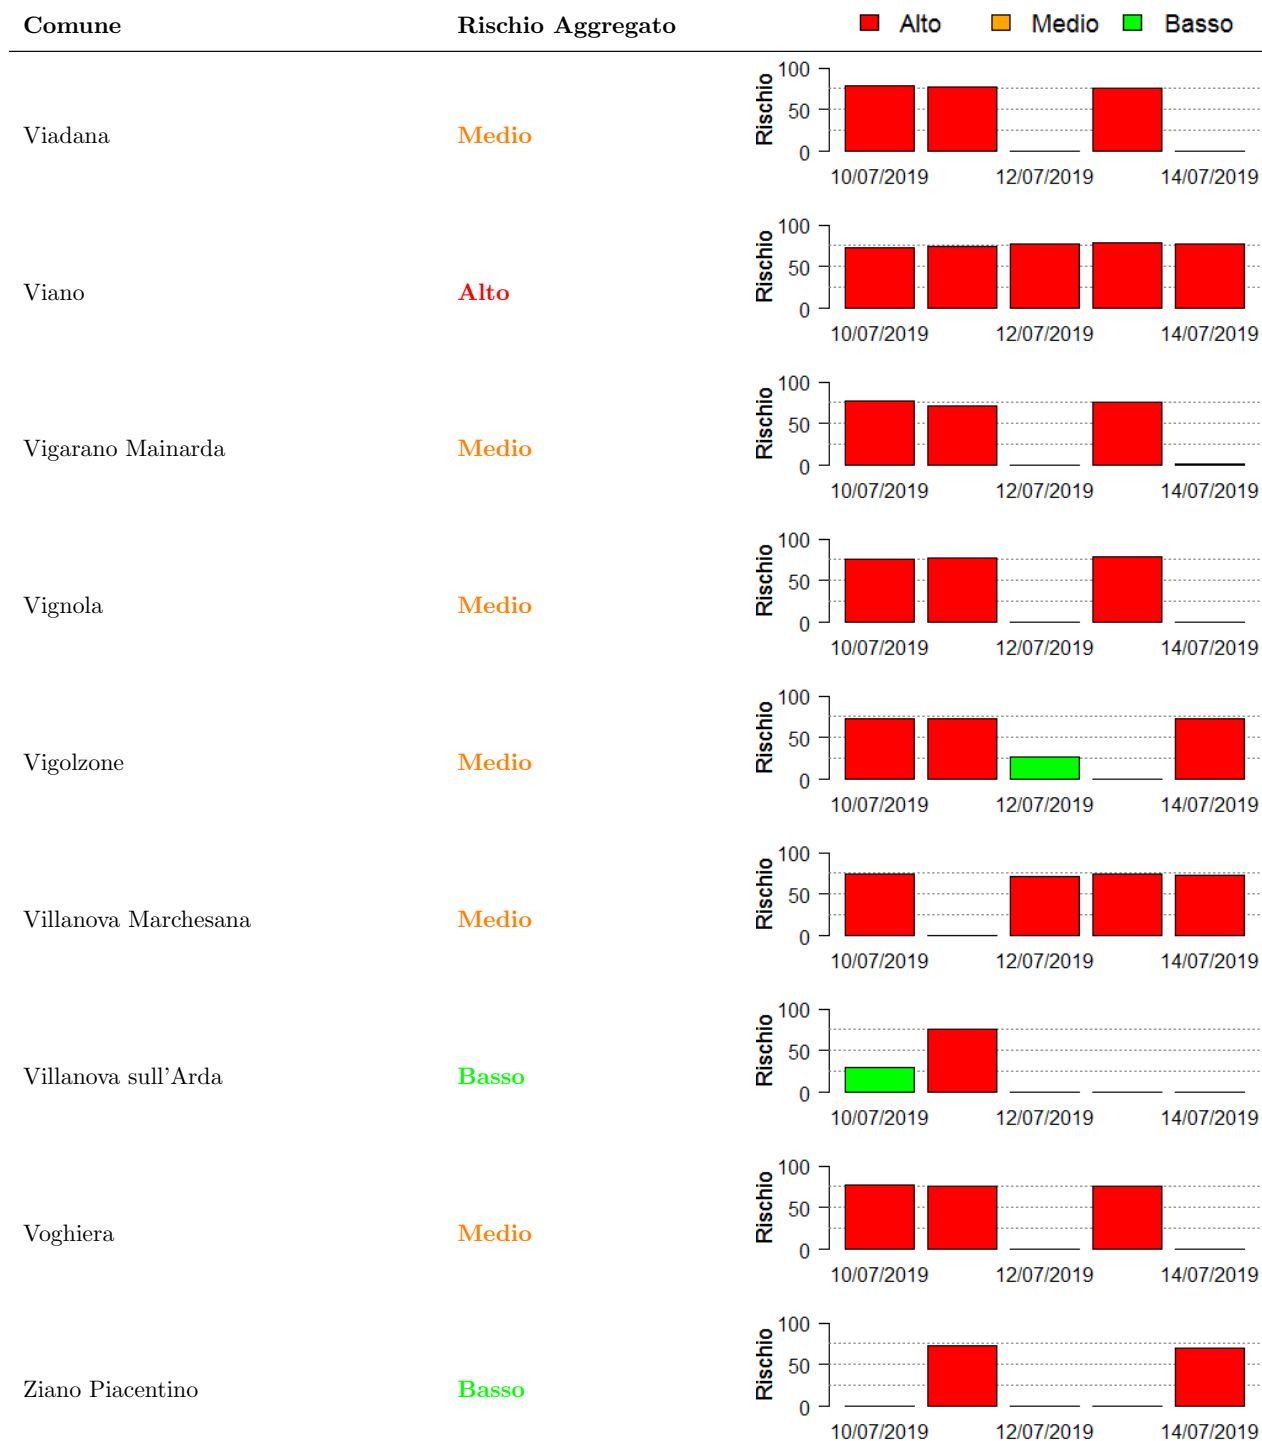 Comune Rischio Aggregato Alto Medio Basso
Viadana Medio Rischio 100 50 0
10/07/2019 12/07/2019 14/07/2019
Viano Alto Rischio 100 50 0
10/07/2019 12/07/2019 14/07/2019
Vigarano Mainarda Medio Rischio 100 50 0
10/07/2019 12/07/2019 14/07/2019
Vignola Medio Rischio 100 50 0
10/07/2019 12/07/2019 14/07/2019
Vigolzone Medio Rischio 100 50 0
10/07/2019 12/07/2019 14/07/2019
Villanova Marchesana Medio Rischio 100 50 0
10/07/2019 12/07/2019 14/07/2019
Villanova sull'Arda Basso Rischio 100 50 0
10/07/2019 12/07/2019 14/07/2019
Voghiera Medio Rischio 100 50 0
10/07/2019 12/07/2019 14/07/2019
Ziano Piacentino Basso Rischio 100 50 0
10/07/2019 12/07/2019 14/07/2019